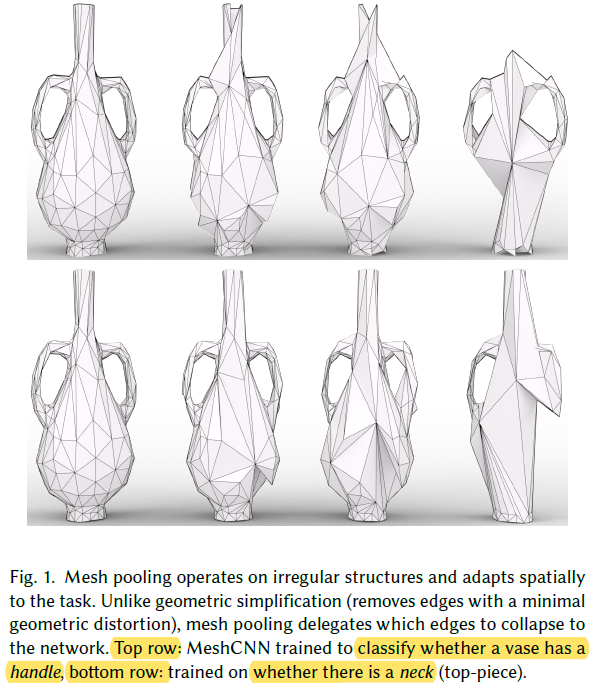 Fig. 1. Mesh pooling operates on irregular structures and adapts spatially
to the task. Unlike geometric simplification (removes edges with a minimal
geometric distortion), mesh pooling delegates which edges to collapse to
the network. Top row: MeshCNN trained to classify whether a vase has a
handle, bottom row: trained on whether there is a neck (top-piece).